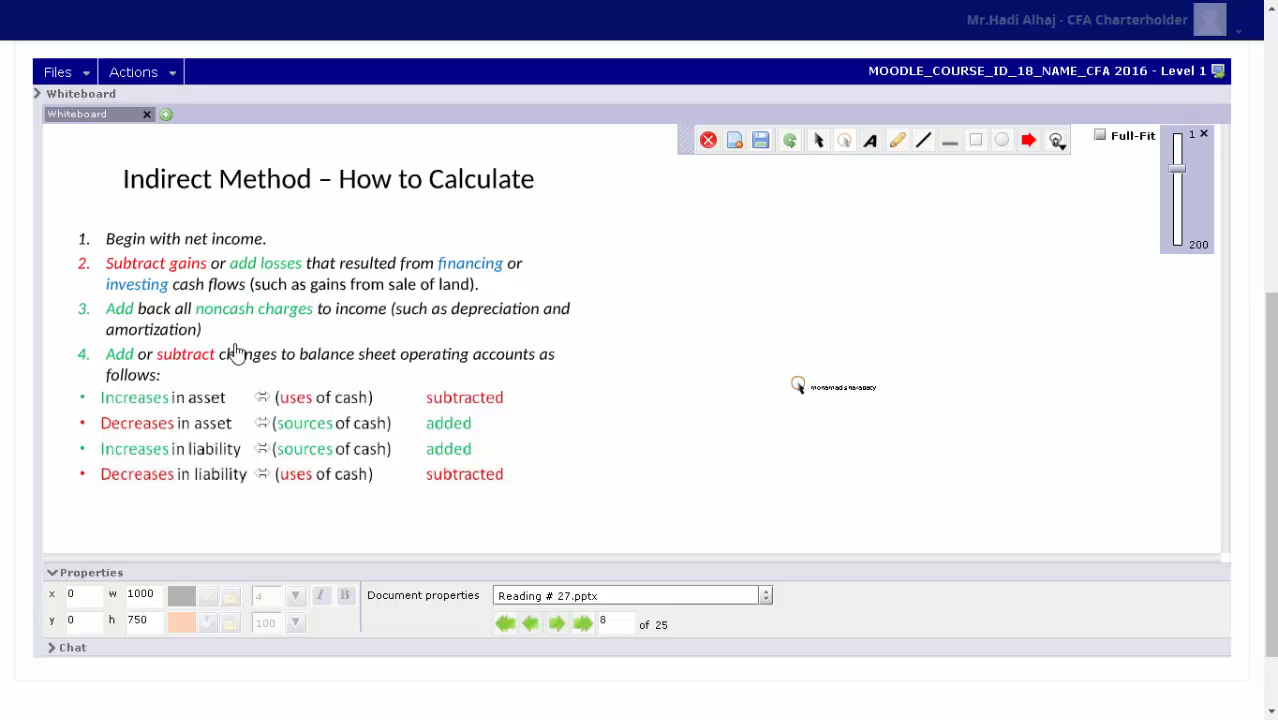 Mr.Hadi Alhaj - CFA Charterholder
Files Actions MOODLE_COURSE_ID_18_NAME_CFA 2016 - Level 1
Whiteboard
Whiteboard
Full-Fit 1
200
Indirect Method – How to Calculate
1. Begin with net income.
2. Subtract gains or add losses that resulted from financing or
investing cash flows (such as gains from sale of land).
3. Add back all noncash charges to income (such as depreciation and
amortization)
4. Add or subtract changes to balance sheet operating accounts as
follows:
• Increases in asset ⇔ (uses of cash) subtracted
• Decreases in asset ⇔ (sources of cash) added
• Increases in liability ⇔ (sources of cash) added
• Decreases in liability ⇔ (uses of cash) subtracted
Properties
x 0 w 1000 4 I B Document properties Reading # 27.pptx
y 0 h 750 100 8 of 25
Chat